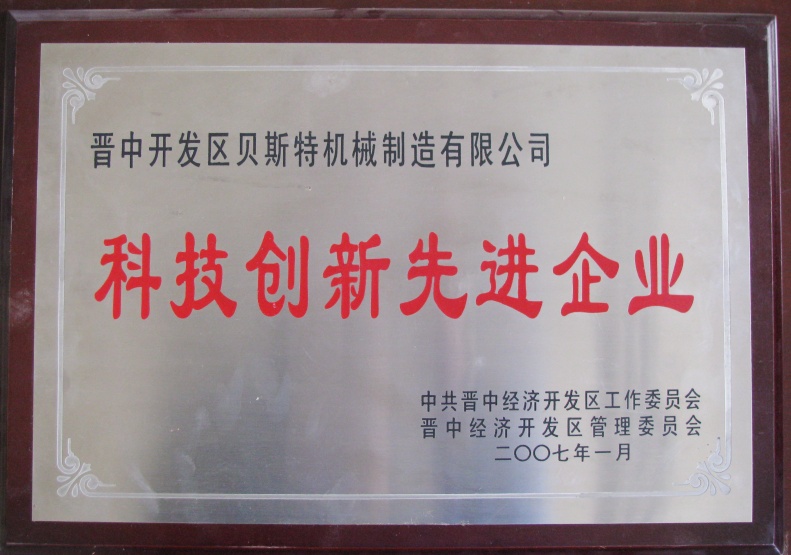 晋中开发区贝斯特机械制造有限公司
科技创新先进企业
中共晋中经济开发区工作委员会
晋中经济开发区管理委员会
二〇〇七年一月